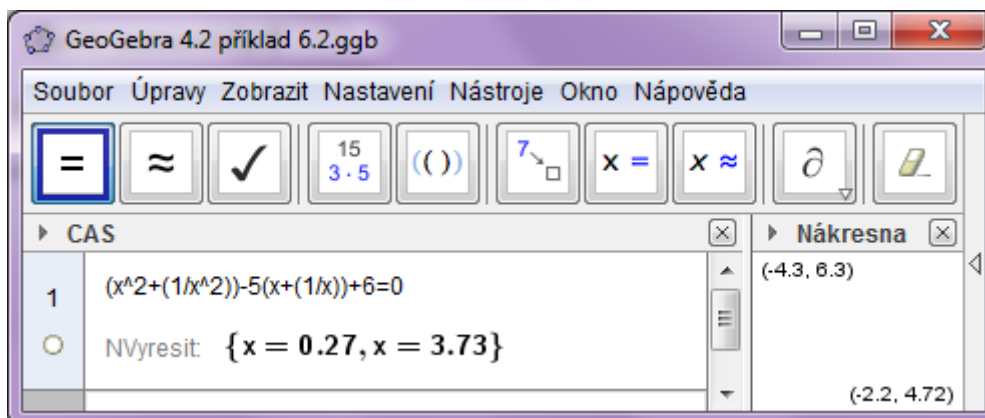 GeoGebra 4.2 příklad 6.2.ggb
Soubor Úpravy Zobrazit Nastavení Nástroje Okno Nápověda
= ≈ ✓ 15 (( )) 7 x = x ≈ ∂
3 · 5
CAS Nákresna
1 (x^2+(1/x^2))-5(x+(1/x))+6=0
NVyresit: {x = 0.27, x = 3.73}
(-4.3, 6.3)
(-2.2, 4.72)